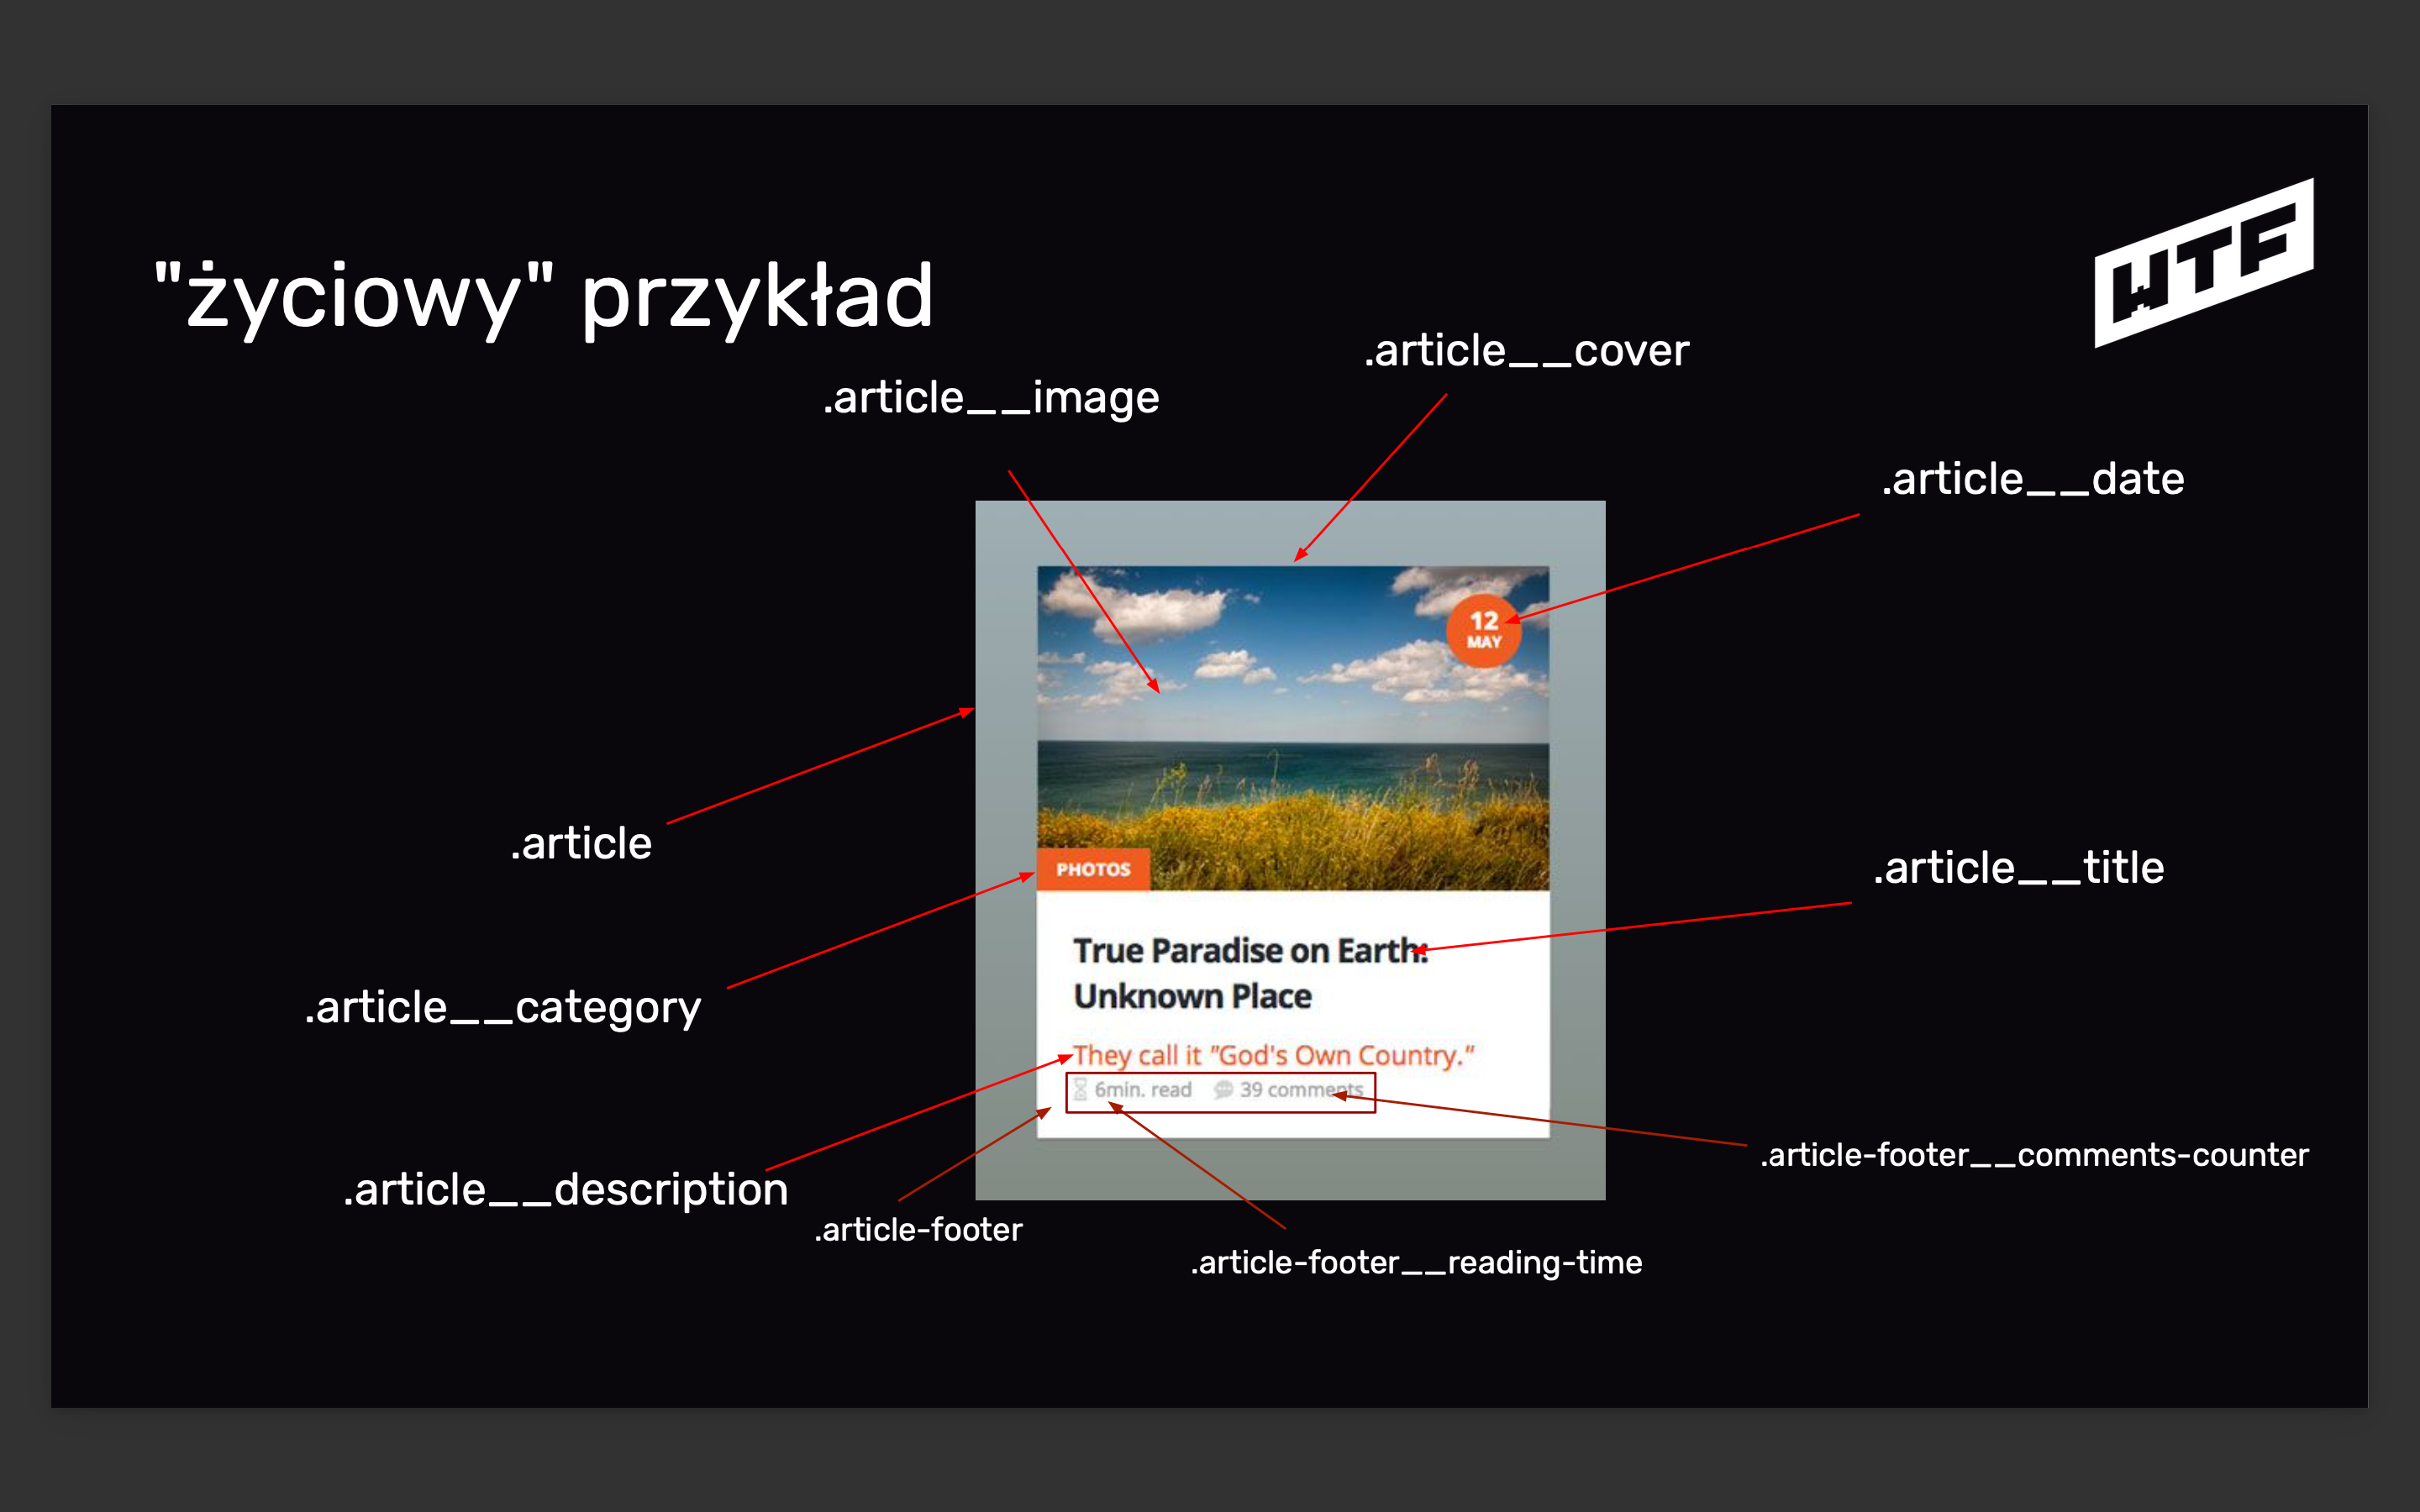 "życiowy" przykład
WTF
.article__cover
.article__image
.article__date
12
MAY
.article
.article__title
PHOTOS
True Paradise on Earth:
Unknown Place
.article__category
They call it "God's Own Country."
6min. read 39 comments
.article-footer__comments-counter
.article__description
.article-footer
.article-footer__reading-time